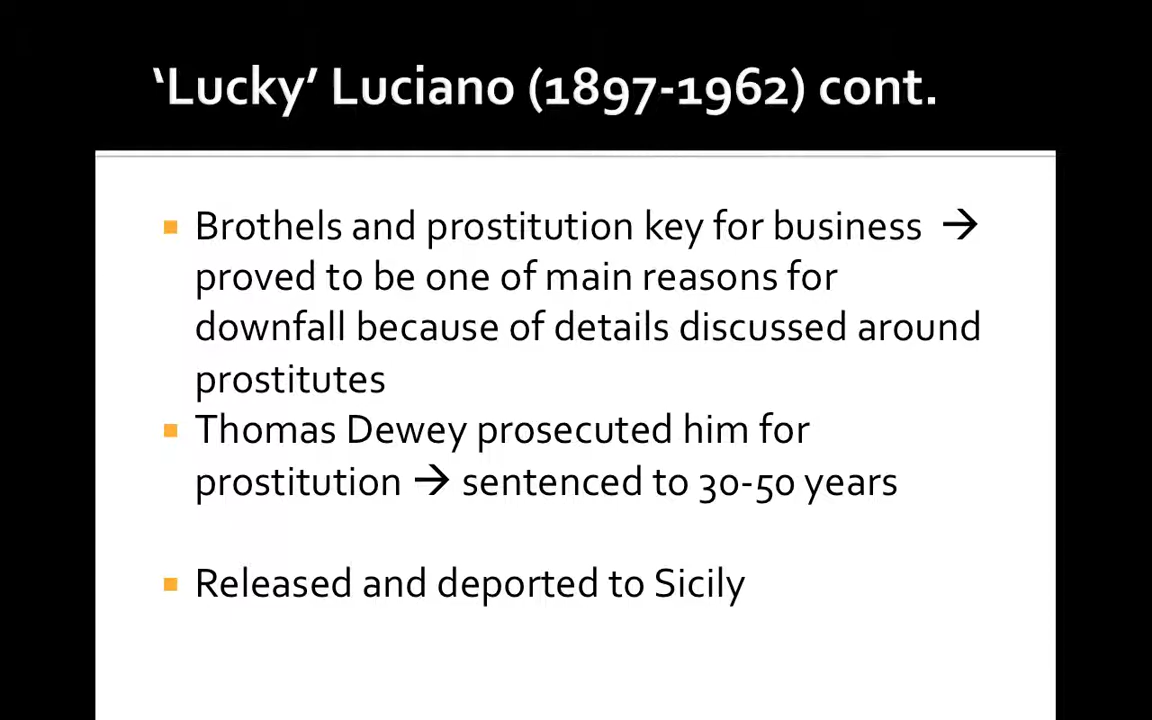 ‘Lucky’ Luciano (1897-1962) cont.
▪ Brothels and prostitution key for business →
proved to be one of main reasons for
downfall because of details discussed around
prostitutes
▪ Thomas Dewey prosecuted him for
prostitution → sentenced to 30-50 years
▪ Released and deported to Sicily